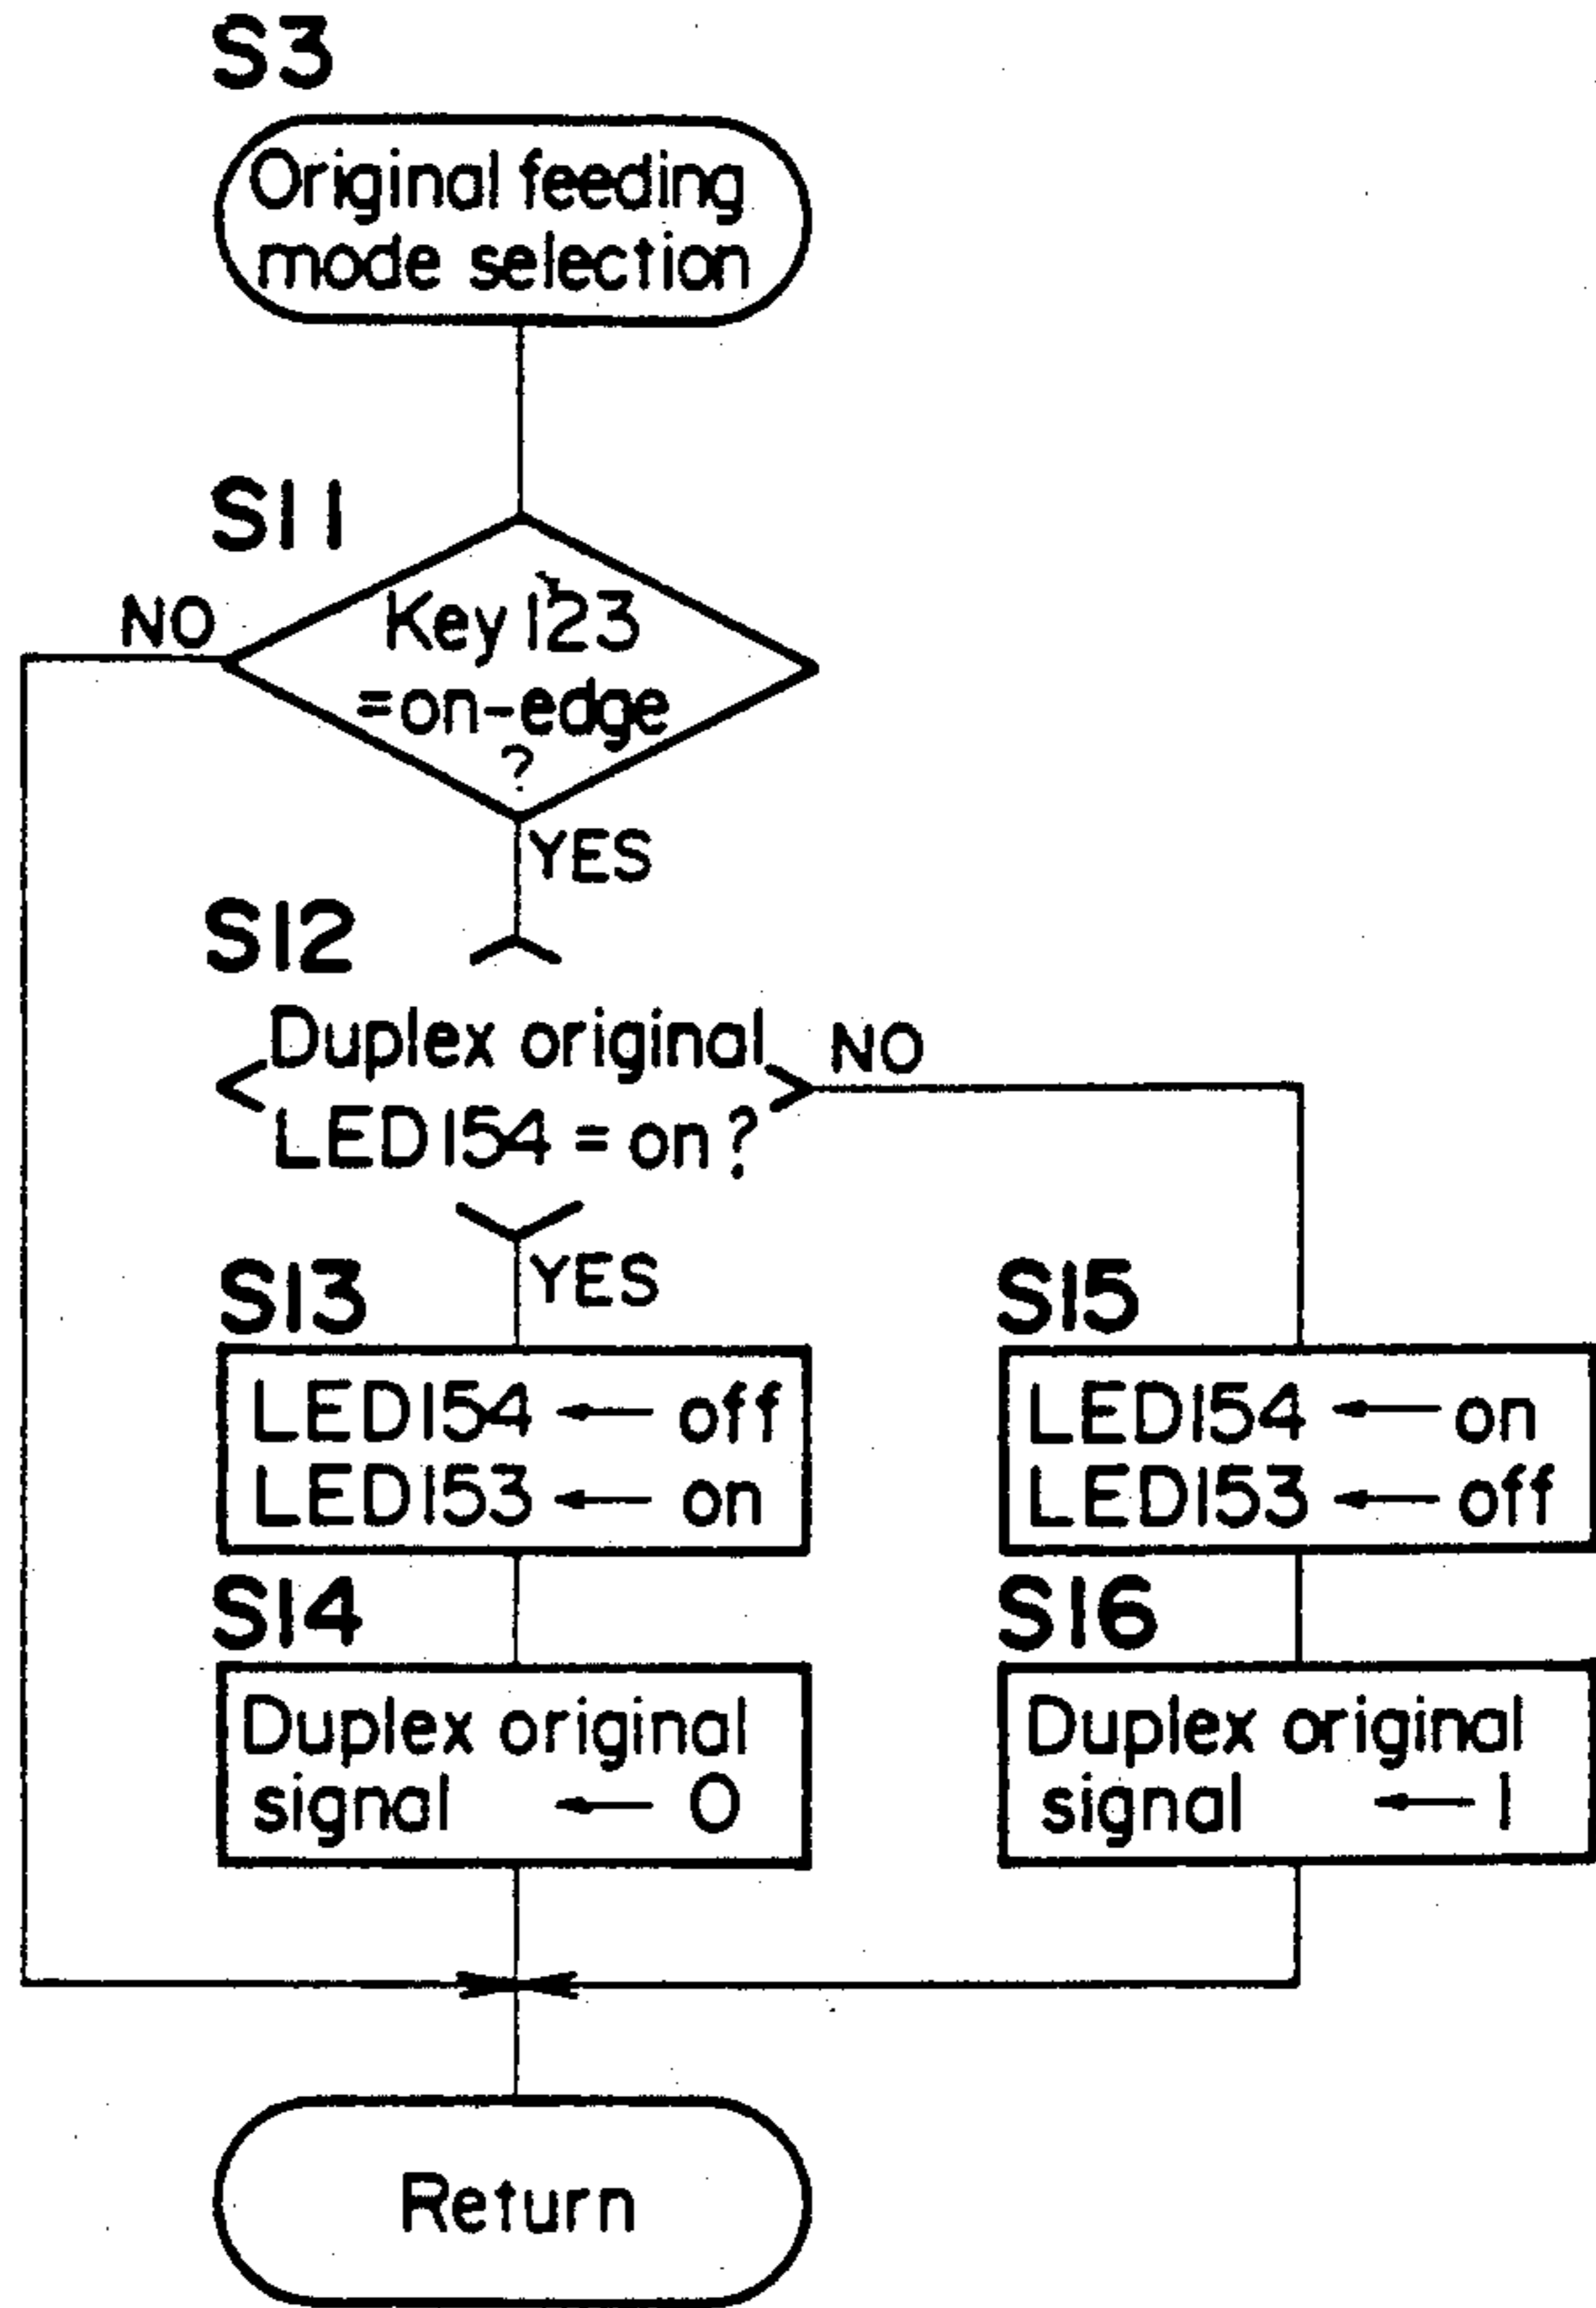 S3
Original feeding
mode selection
S11
NO
Key 123
=on-edge
?
YES
S12
Duplex original
LED154 = on?
NO
YES
S13
LED154 ← off
LED153 ← on
S14
Duplex original
signal ← 0
S15
LED154 ← on
LED153 ← off
S16
Duplex original
signal ← 1
Return